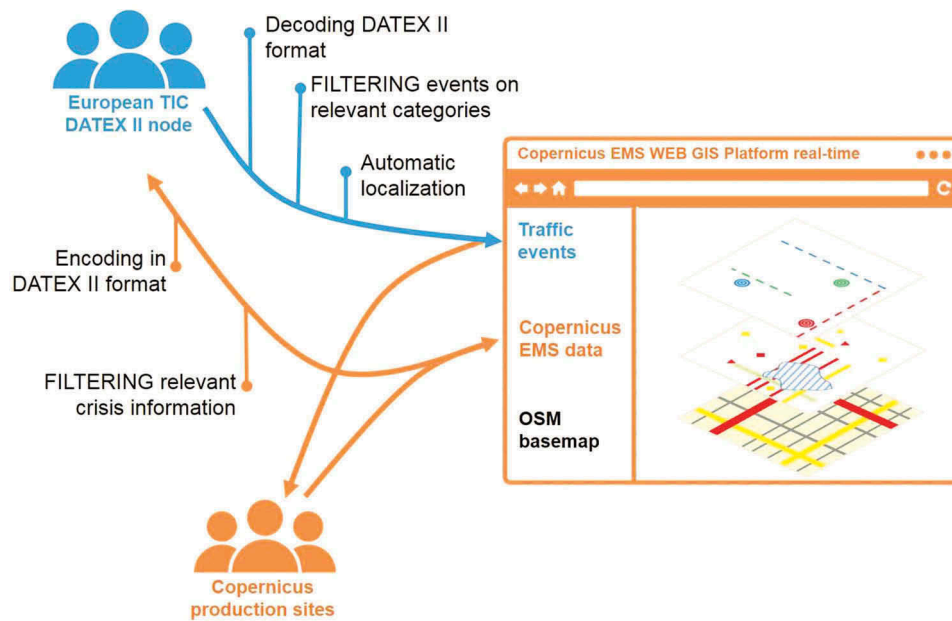 Decoding DATEX II
format
FILTERING events on
relevant categories
Automatic
localization
European TIC
DATEX II node
Encoding in
DATEX II format
FILTERING relevant
crisis information
Copernicus
production sites
Copernicus EMS WEB GIS Platform real-time
Traffic
events
Copernicus
EMS data
OSM
basemap